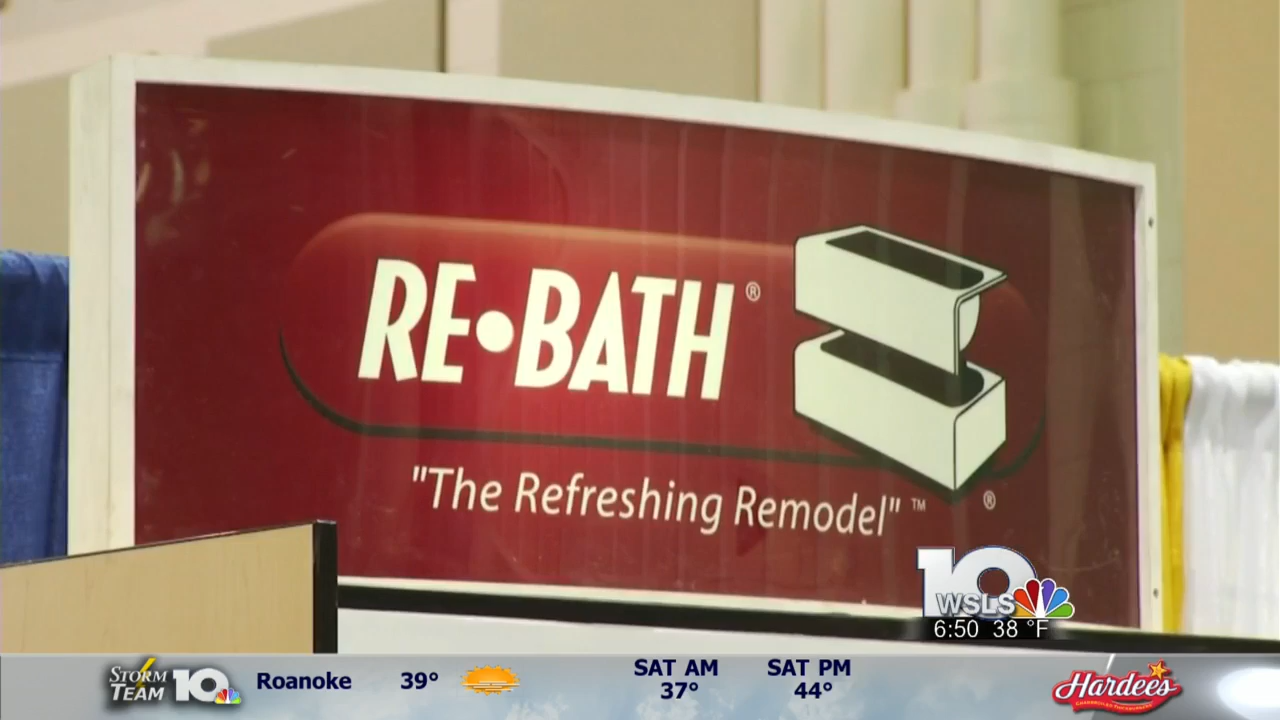 RE•BATH®
"The Refreshing Remodel"™
®
10
WSLS
6:50 38 °F
STORM TEAM 10
Roanoke 39°
SAT AM 37°
SAT PM 44°
Hardee's